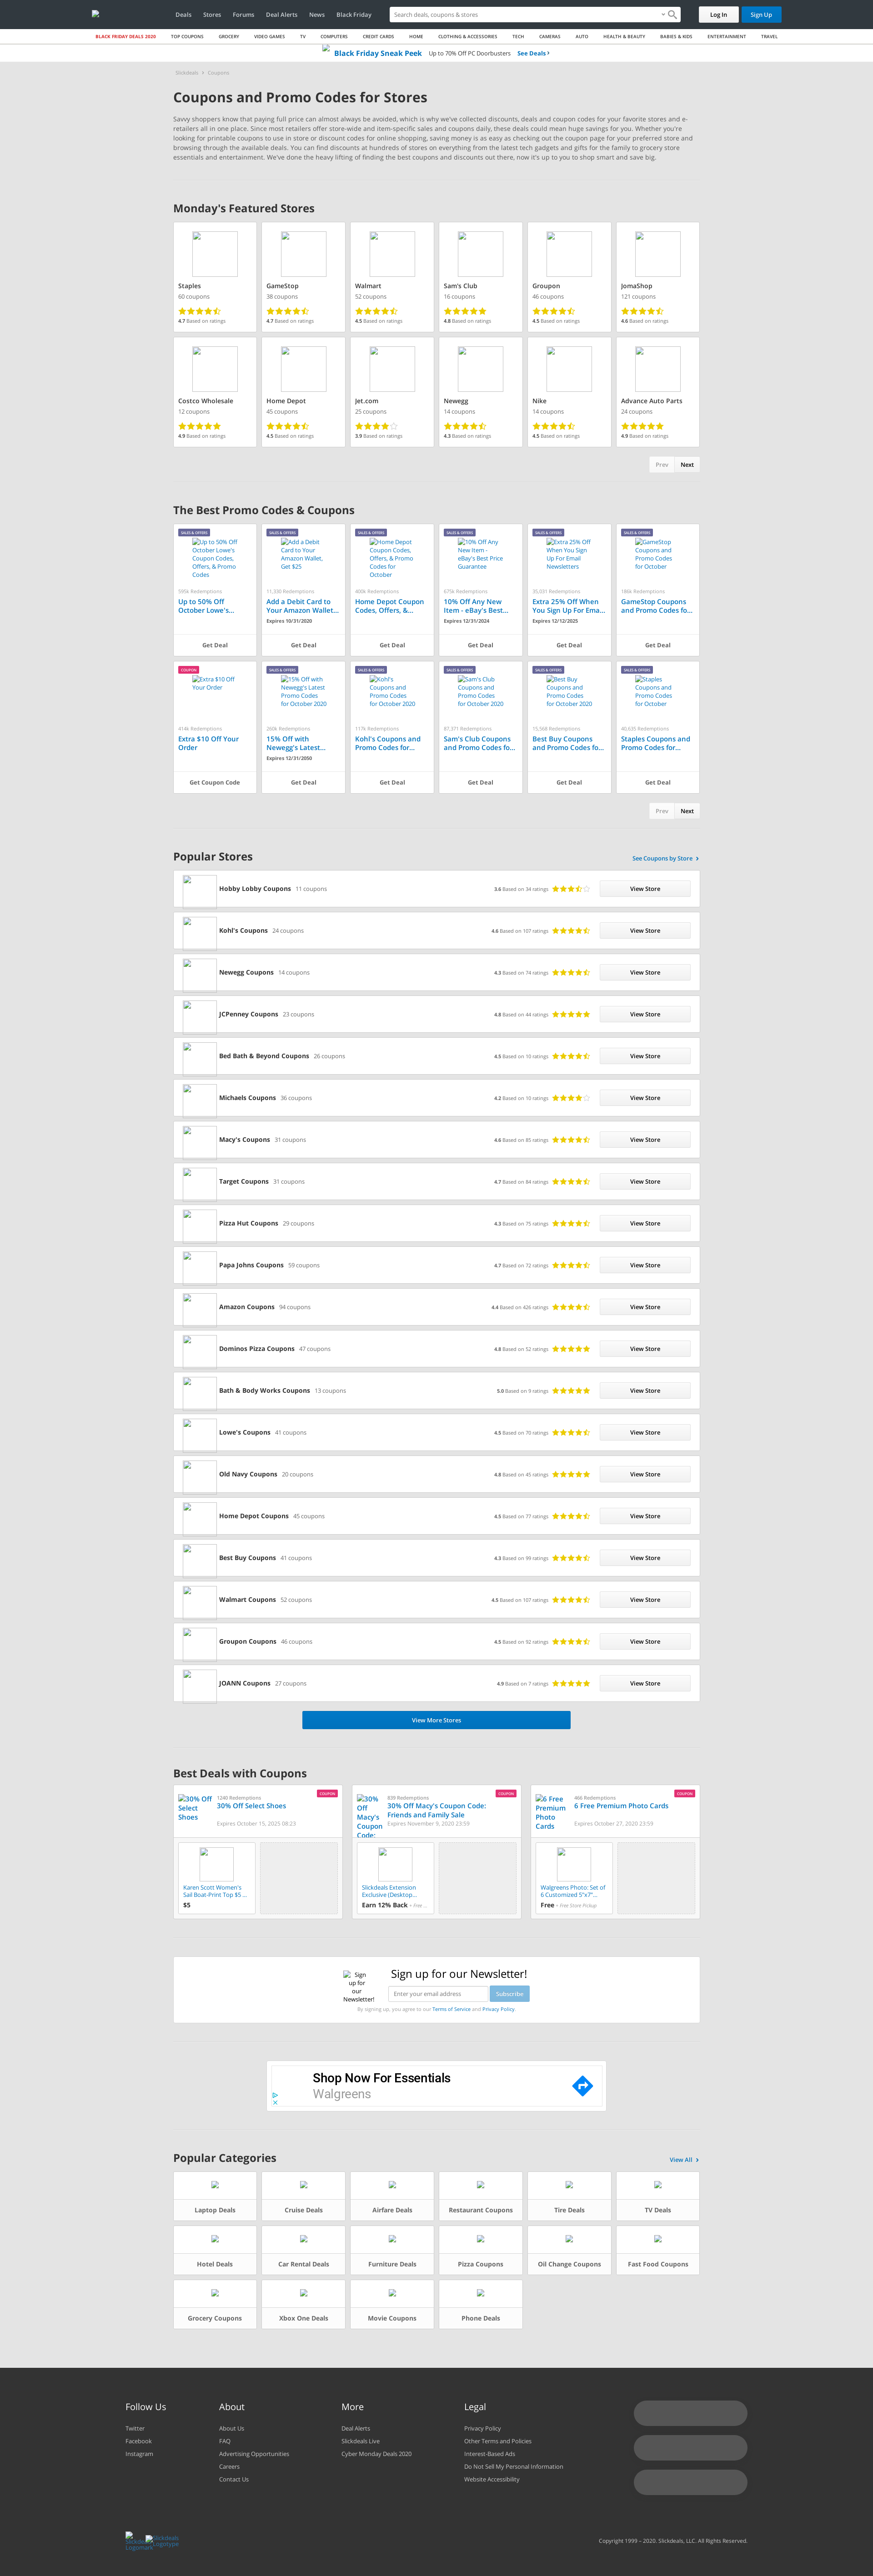 Deals Stores Forums Deal Alerts News Black Friday Search deals, coupons & stores Log In Sign Up
BLACK FRIDAY DEALS 2020 TOP COUPONS GROCERY VIDEO GAMES TV COMPUTERS CREDIT CARDS HOME CLOTHING & ACCESSORIES TECH CAMERAS AUTO HEALTH & BEAUTY BABIES & KIDS ENTERTAINMENT TRAVEL
Black Friday Sneak Peek Up to 70% Off PC Doorbusters See Deals ›
Slickdeals › Coupons
Coupons and Promo Codes for Stores
Savvy shoppers know that paying full price can almost always be avoided, which is why we've collected discounts, deals and coupon codes for your favorite stores and e-
retailers all in one place. Since most retailers offer store-wide and item-specific sales and coupons daily, these deals could mean huge savings for you. Whether you're
looking for printable coupons to use in store or discount codes for online shopping, saving money is as easy as checking out the coupon page for your preferred store and
saving big. You can find discounts at hundreds of stores on everything from the latest tech gadgets and gifts for the family to grocery store
essentials and entertainment. We've done the heavy lifting of finding the best coupons and discounts out there, now it's up to you to shop smart and save big.
Monday's Featured Stores
Staples GameStop Walmart Sam's Club Groupon JomaShop
60 coupons 38 coupons 52 coupons 16 coupons 46 coupons 121 coupons
4.7 Based on ratings 4.7 Based on ratings 4.5 Based on ratings 4.8 Based on ratings 4.5 Based on ratings 4.6 Based on ratings
Costco Wholesale Home Depot Jet.com Newegg Nike Advance Auto Parts
12 coupons 45 coupons 25 coupons 14 coupons 14 coupons 24 coupons
4.9 Based on ratings 4.5 Based on ratings 3.9 Based on ratings 4.3 Based on ratings 4.5 Based on ratings 4.9 Based on ratings
Prev Next
The Best Promo Codes & Coupons
SALES & OFFERS
Up to 50% Off
October Lowe's
Coupon Codes,
Offers, & Promo
Codes
595k Redemptions
Up to 50% Off
October Lowe's...
Get Deal
SALES & OFFERS
Add a Debit
Card to Your
Amazon Wallet,
Get $25
11,330 Redemptions
Add a Debit Card to
Your Amazon Wallet...
Expires 10/31/2020
Get Deal
SALES & OFFERS
Home Depot
Coupon Codes,
Offers, & Promo
Codes for
October
400k Redemptions
Home Depot Coupon
Codes, Offers, &...
Get Deal
SALES & OFFERS
10% Off Any
New Item -
eBay's Best Price
Guarantee
675k Redemptions
10% Off Any New
Item - eBay's Best...
Expires 12/31/2024
Get Deal
SALES & OFFERS
Extra 25% Off
When You Sign
Up For Email
Newsletters
35,031 Redemptions
Extra 25% Off When
You Sign Up For Ema...
Expires 12/12/2025
Get Deal
SALES & OFFERS
GameStop
Coupons and
Promo Codes
for October
186k Redemptions
GameStop Coupons
and Promo Codes fo...
Get Deal
COUPON
Extra $10 Off
Your Order
414k Redemptions
Extra $10 Off Your
Order
Get Coupon Code
SALES & OFFERS
15% Off with
Newegg's Latest
Promo Codes
for October 2020
260k Redemptions
15% Off with
Newegg's Latest...
Expires 12/31/2050
Get Deal
SALES & OFFERS
Kohl's
Coupons and
Promo Codes
for October 2020
117k Redemptions
Kohl's Coupons and
Promo Codes for...
Get Deal
SALES & OFFERS
Sam's Club
Coupons and
Promo Codes
for October 2020
87,371 Redemptions
Sam's Club Coupons
and Promo Codes fo...
Get Deal
SALES & OFFERS
Best Buy
Coupons and
Promo Codes
for October 2020
15,568 Redemptions
Best Buy Coupons
and Promo Codes fo...
Get Deal
SALES & OFFERS
Staples
Coupons and
Promo Codes
for October
40,635 Redemptions
Staples Coupons and
Promo Codes for...
Get Deal
Prev Next
Popular Stores See Coupons by Store ›
Hobby Lobby Coupons 11 coupons 3.6 Based on 34 ratings View Store
Kohl's Coupons 24 coupons 4.6 Based on 107 ratings View Store
Newegg Coupons 14 coupons 4.3 Based on 74 ratings View Store
JCPenney Coupons 23 coupons 4.8 Based on 44 ratings View Store
Bed Bath & Beyond Coupons 26 coupons 4.5 Based on 10 ratings View Store
Michaels Coupons 36 coupons 4.2 Based on 10 ratings View Store
Macy's Coupons 31 coupons 4.6 Based on 85 ratings View Store
Target Coupons 31 coupons 4.7 Based on 84 ratings View Store
Pizza Hut Coupons 29 coupons 4.3 Based on 75 ratings View Store
Papa Johns Coupons 59 coupons 4.7 Based on 72 ratings View Store
Amazon Coupons 94 coupons 4.4 Based on 426 ratings View Store
Dominos Pizza Coupons 47 coupons 4.8 Based on 52 ratings View Store
Bath & Body Works Coupons 13 coupons 5.0 Based on 9 ratings View Store
Lowe's Coupons 41 coupons 4.5 Based on 70 ratings View Store
Old Navy Coupons 20 coupons 4.8 Based on 45 ratings View Store
Home Depot Coupons 45 coupons 4.5 Based on 77 ratings View Store
Best Buy Coupons 41 coupons 4.3 Based on 99 ratings View Store
Walmart Coupons 52 coupons 4.5 Based on 107 ratings View Store
Groupon Coupons 46 coupons 4.5 Based on 92 ratings View Store
JOANN Coupons 27 coupons 4.9 Based on 7 ratings View Store
View More Stores
Best Deals with Coupons
COUPON
30% Off
Select
Shoes
1240 Redemptions
30% Off Select Shoes
Expires October 15, 2025 08:23
Karen Scott Women's
Sail Boat-Print Top $5 ...
$5
COUPON
30%
Off
Macy's
Coupon
Code:
839 Redemptions
30% Off Macy's Coupon Code:
Friends and Family Sale
Expires November 9, 2020 23:59
Slickdeals Extension
Exclusive (Desktop...
Earn 12% Back + Free ...
COUPON
6 Free
Premium
Photo
Cards
466 Redemptions
6 Free Premium Photo Cards
Expires October 27, 2020 23:59
Walgreens Photo: Set of
6 Customized 5"x7"...
Free + Free Store Pickup
Sign
up for
our
Newsletter!
Sign up for our Newsletter!
Enter your email address Subscribe
By signing up, you agree to our Terms of Service and Privacy Policy.
Shop Now For Essentials
Walgreens
Popular Categories View All ›
Laptop Deals Cruise Deals Airfare Deals Restaurant Coupons Tire Deals TV Deals
Hotel Deals Car Rental Deals Furniture Deals Pizza Coupons Oil Change Coupons Fast Food Coupons
Grocery Coupons Xbox One Deals Movie Coupons Phone Deals
Follow Us
Twitter
Facebook
Instagram
About
About Us
FAQ
Advertising Opportunities
Careers
Contact Us
More
Deal Alerts
Slickdeals Live
Cyber Monday Deals 2020
Legal
Privacy Policy
Other Terms and Policies
Interest-Based Ads
Do Not Sell My Personal Information
Website Accessibility
Slickdeals
Logotype
Copyright 1999 – 2020. Slickdeals, LLC. All Rights Reserved.